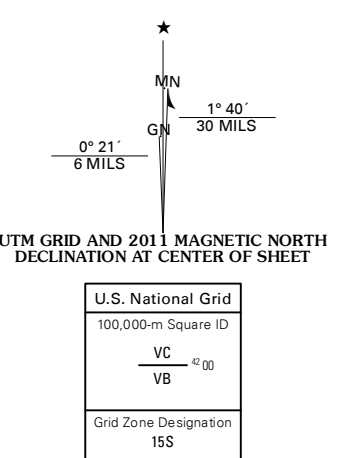 ★
MN
1° 40´
30 MILS
GN
0° 21´
6 MILS
UTM GRID AND 2011 MAGNETIC NORTH
DECLINATION AT CENTER OF SHEET
U.S. National Grid
100,000-m Square ID
VC
42 00
VB
Grid Zone Designation
15S